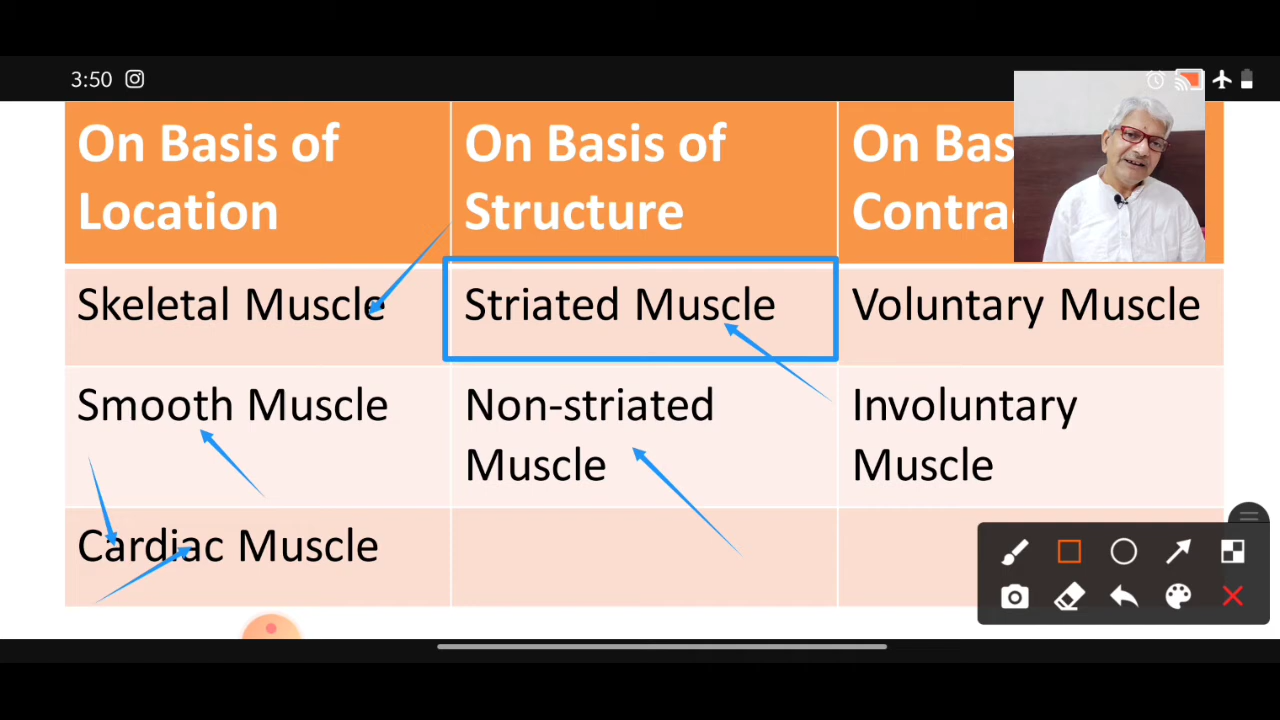 3:50
On Basis of
Location
On Basis of
Structure
On Bas
Contra
Skeletal Muscle
Striated Muscle
Voluntary Muscle
Smooth Muscle
Non-striated
Muscle
Involuntary
Muscle
Cardiac Muscle